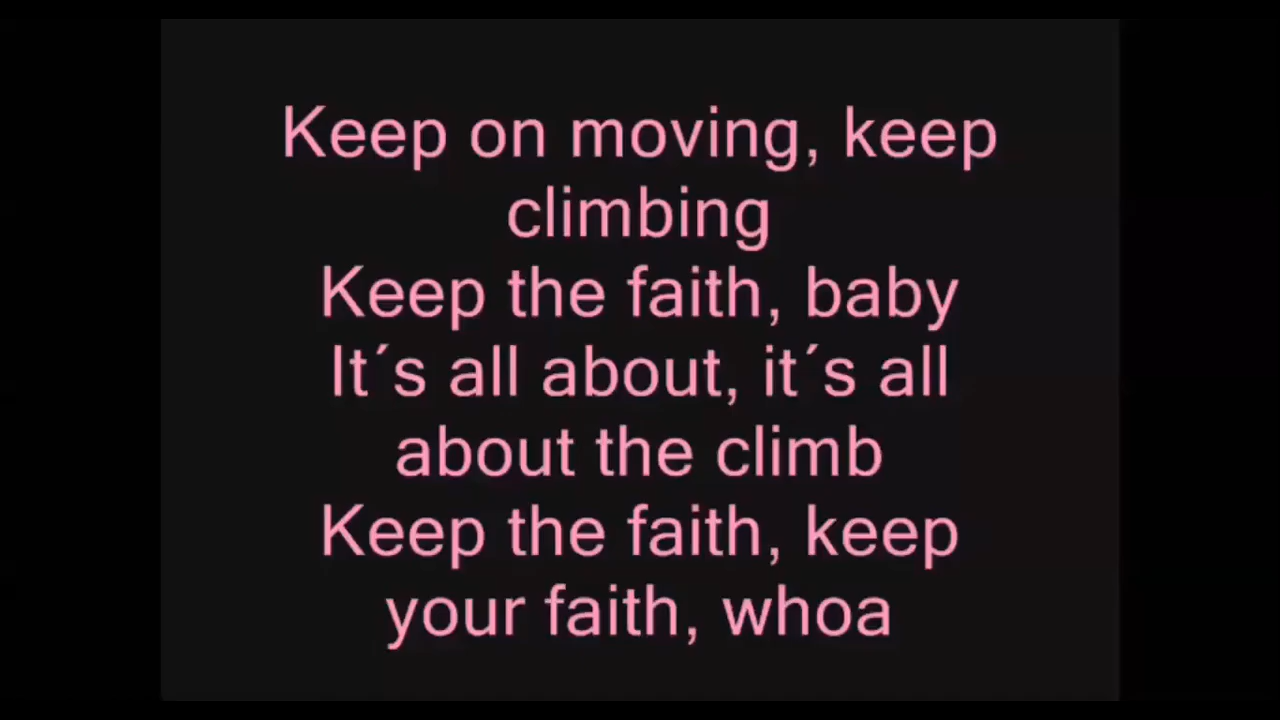 Keep on moving, keep
climbing
Keep the faith, baby
It´s all about, it´s all
about the climb
Keep the faith, keep
your faith, whoa